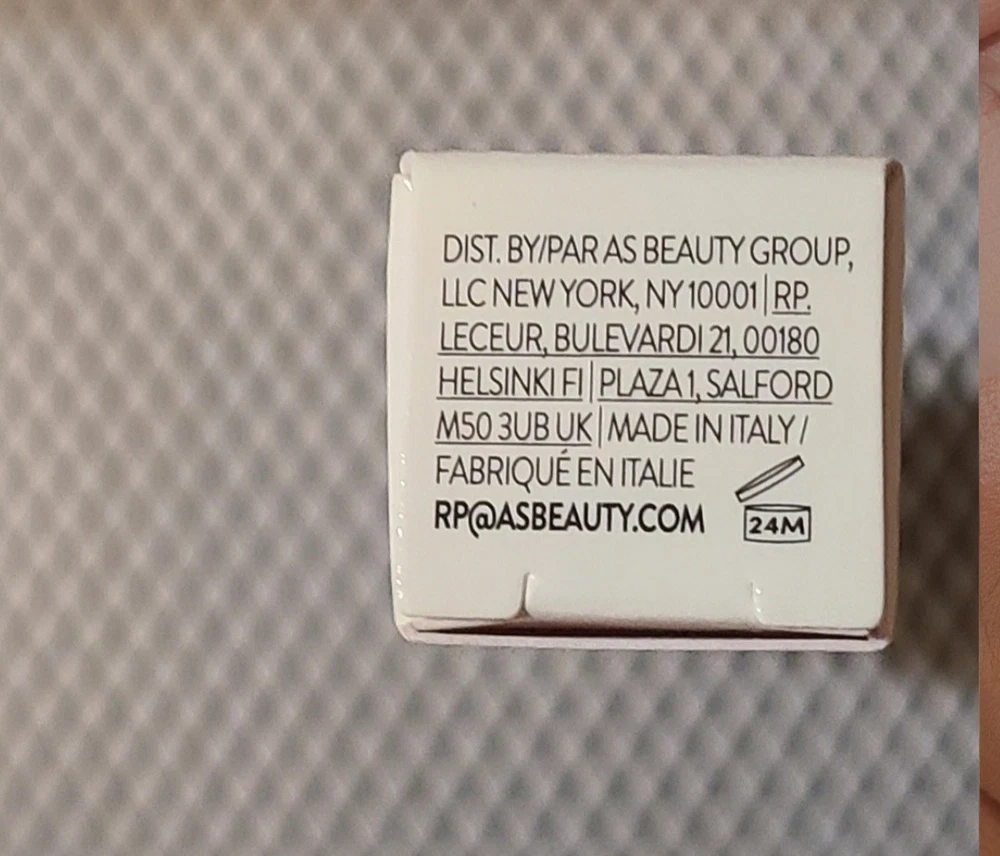 DIST. BY/PAR AS BEAUTY GROUP,
LLC NEW YORK, NY 10001 | RP.
LECEUR, BULEVARDI 21, 00180
HELSINKI FI | PLAZA 1, SALFORD
M50 3UB UK | MADE IN ITALY /
FABRIQUÉ EN ITALIE
RP@ASBEAUTY.COM
24M